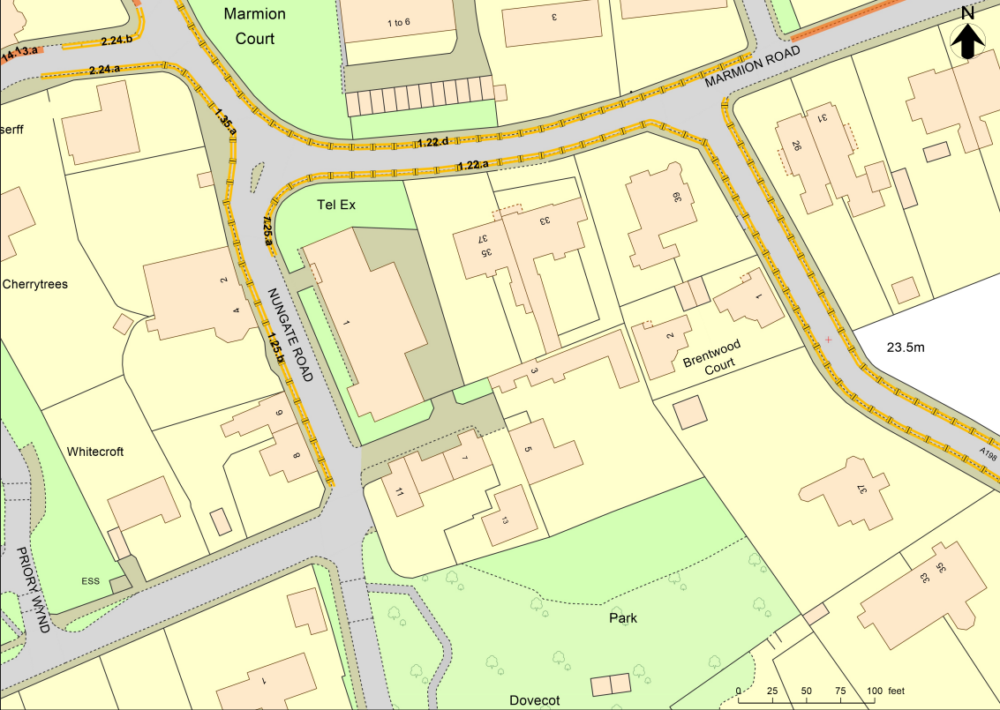 Marmion
Court
1 to 6
3
N
2.24.b
14.13.a
2.24.a
1.35.a
1.22.d
1.22.a
MARMION ROAD
serff
31
26
Tel Ex
7.25.a
39
33
37
35
Cherrytrees
2
4
1
NUNGATE ROAD
1.25.b
1
2
Brentwood
Court
23.5m
3
9
8
Whitecroft
7
5
11
13
A198
37
PRIORY WYND
ESS
35
33
Park
1
Dovecot
0 25 50 75 100 feet